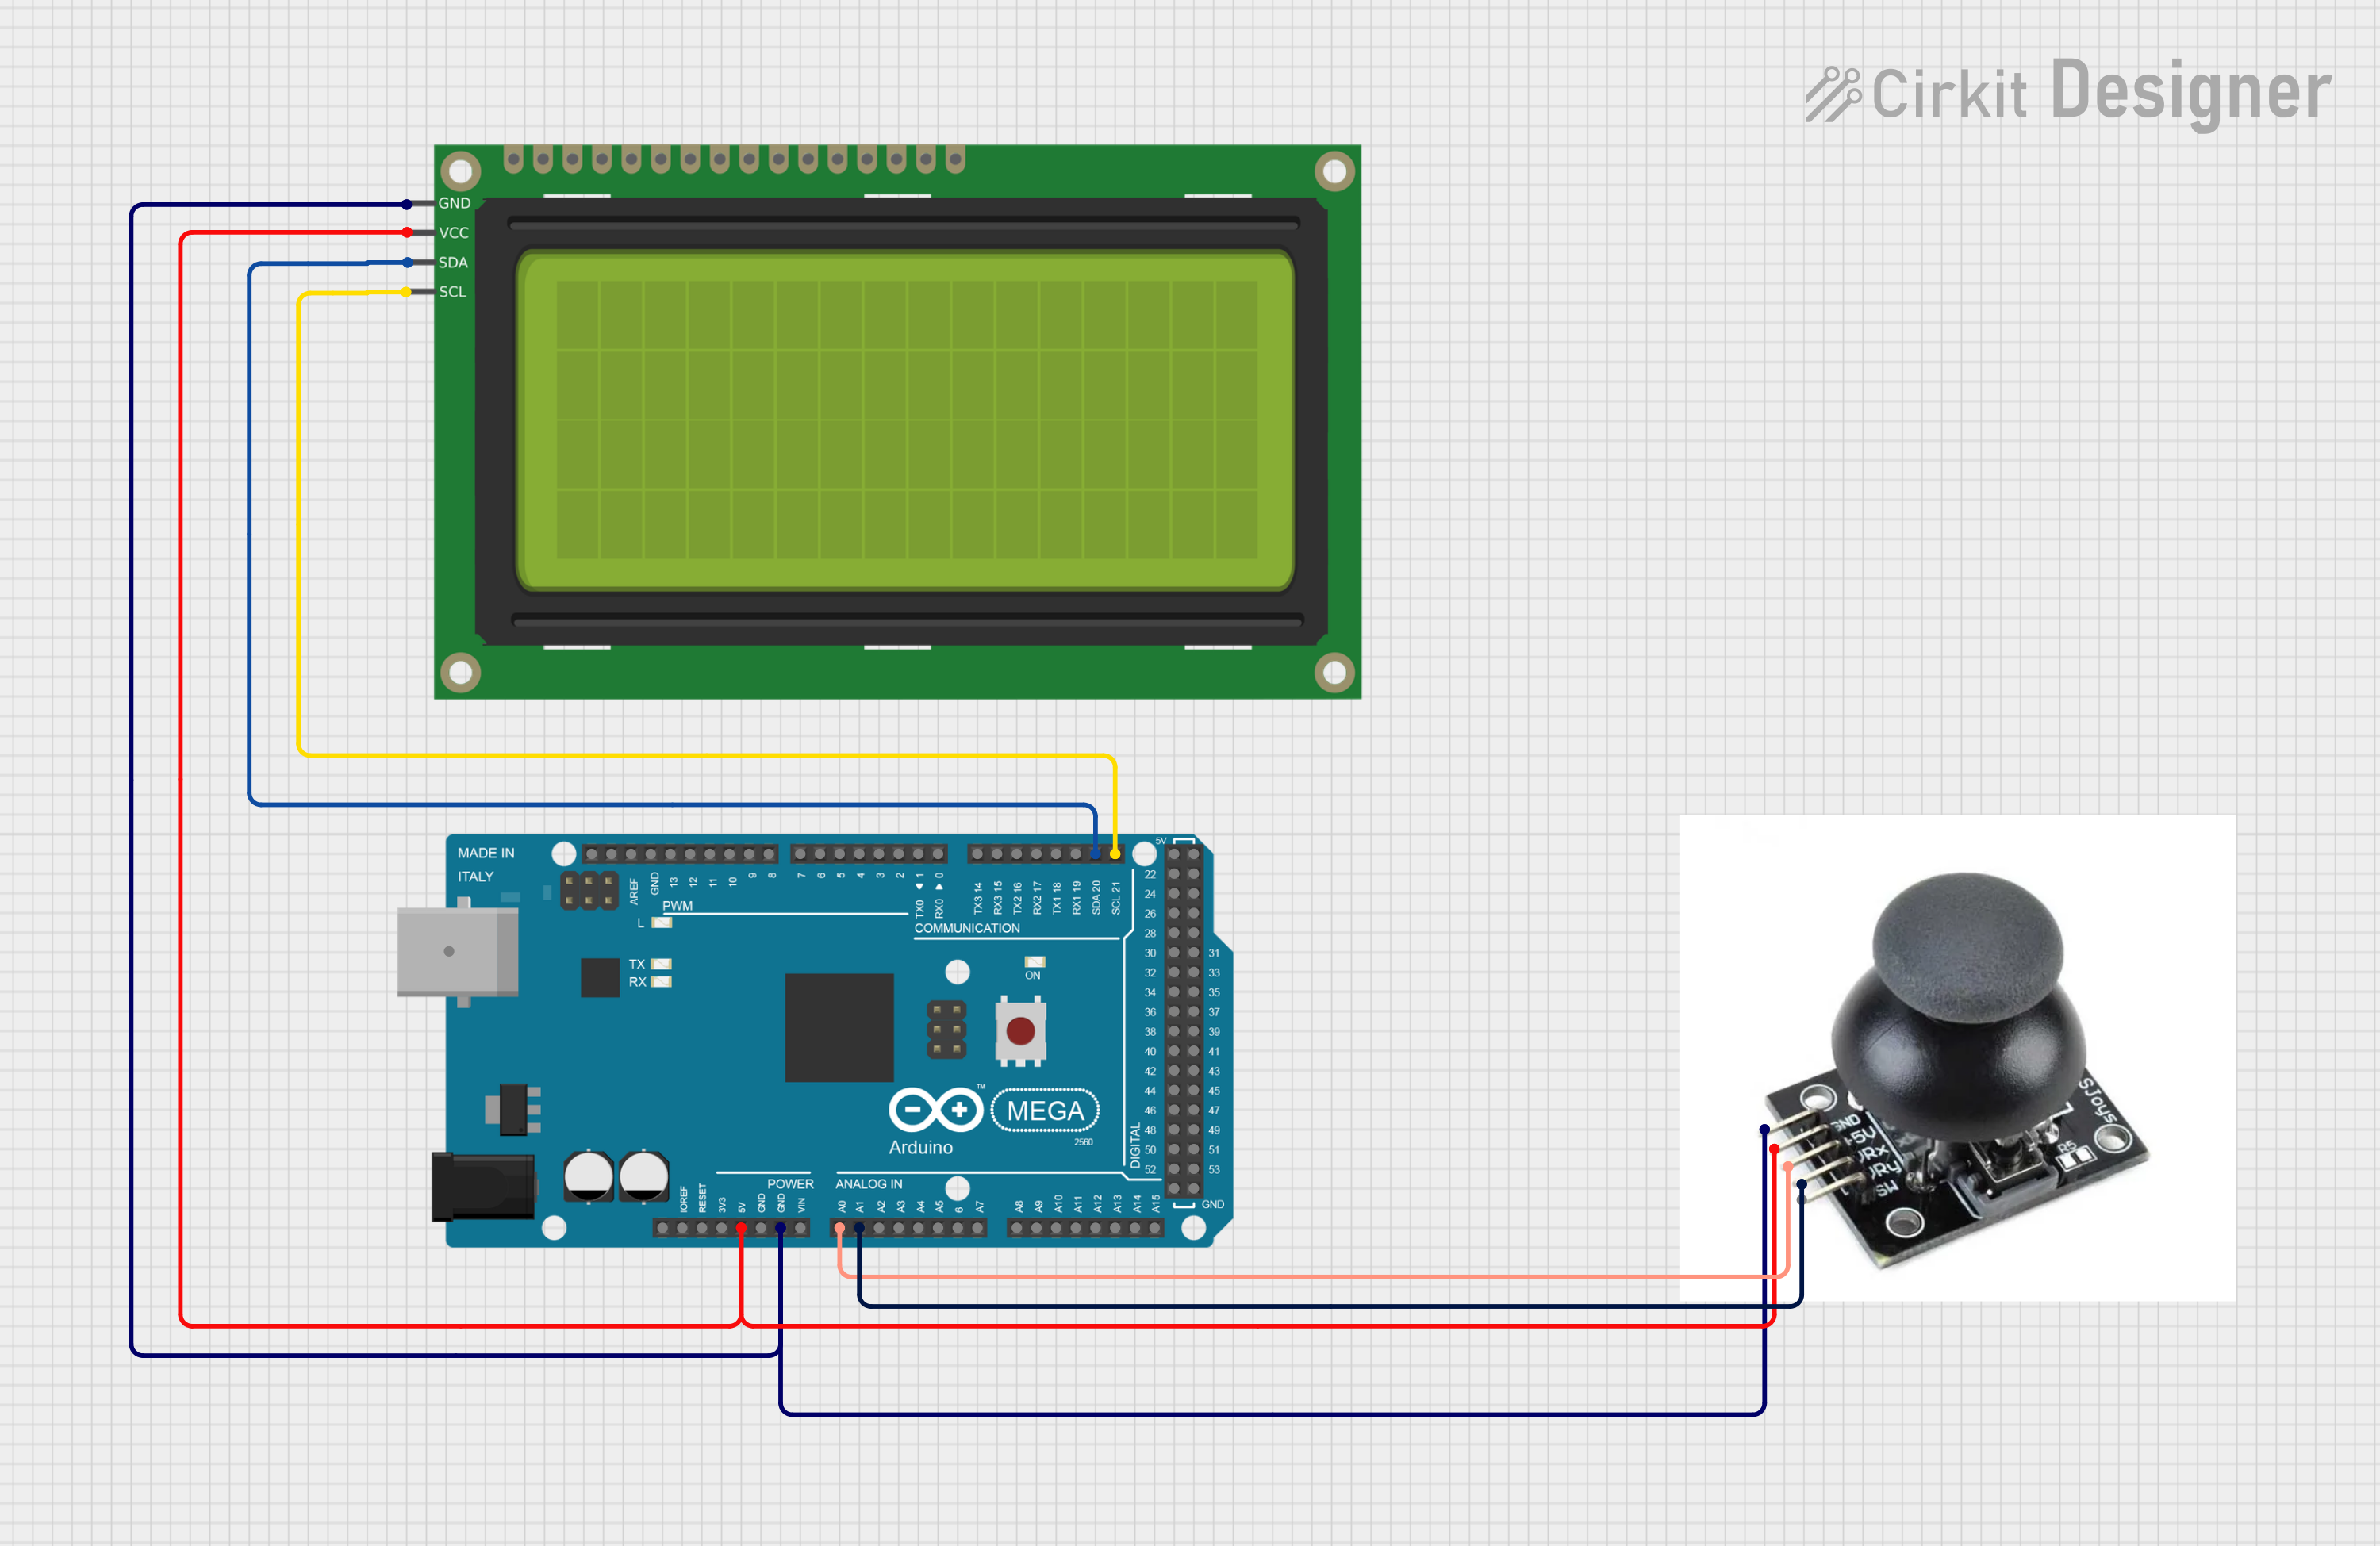 Cirkit Designer
GND
VCC
SDA
SCL
MADE IN
ITALY
AREF
GND
13
12
11
10
9
8
7
6
5
4
3
2
TX0 1
RX0 0
TX3 14
RX3 15
TX2 16
RX2 17
TX1 18
RX1 19
SDA 20
SCL 21
5V
PWM
L
COMMUNICATION
TX
RX
ON
22
24
26
28
30 31
32 33
34 35
36 37
38 39
40 41
42 43
44 45
46 47
48 49
50 51
52 53
DIGITAL
GND
MEGA
TM
2560
Arduino
POWER
ANALOG IN
IOREF
RESET
3V3
5V
GND
GND
VIN
A0
A1
A2
A3
A4
A5
6
A7
A8
A9
A10
A11
A12
A13
A14
A15
GND
+5V
VRx
VRy
SW
SJoys
R5